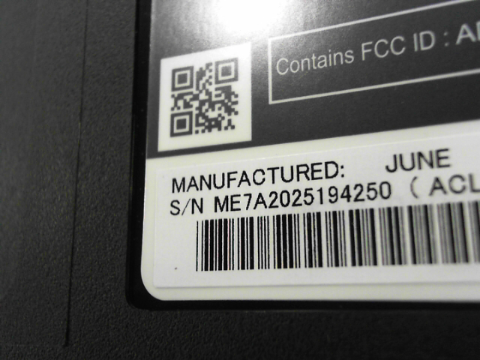 Contains FCC ID :
MANUFACTURED: JUNE
S/N ME7A2025194250 ( ACL